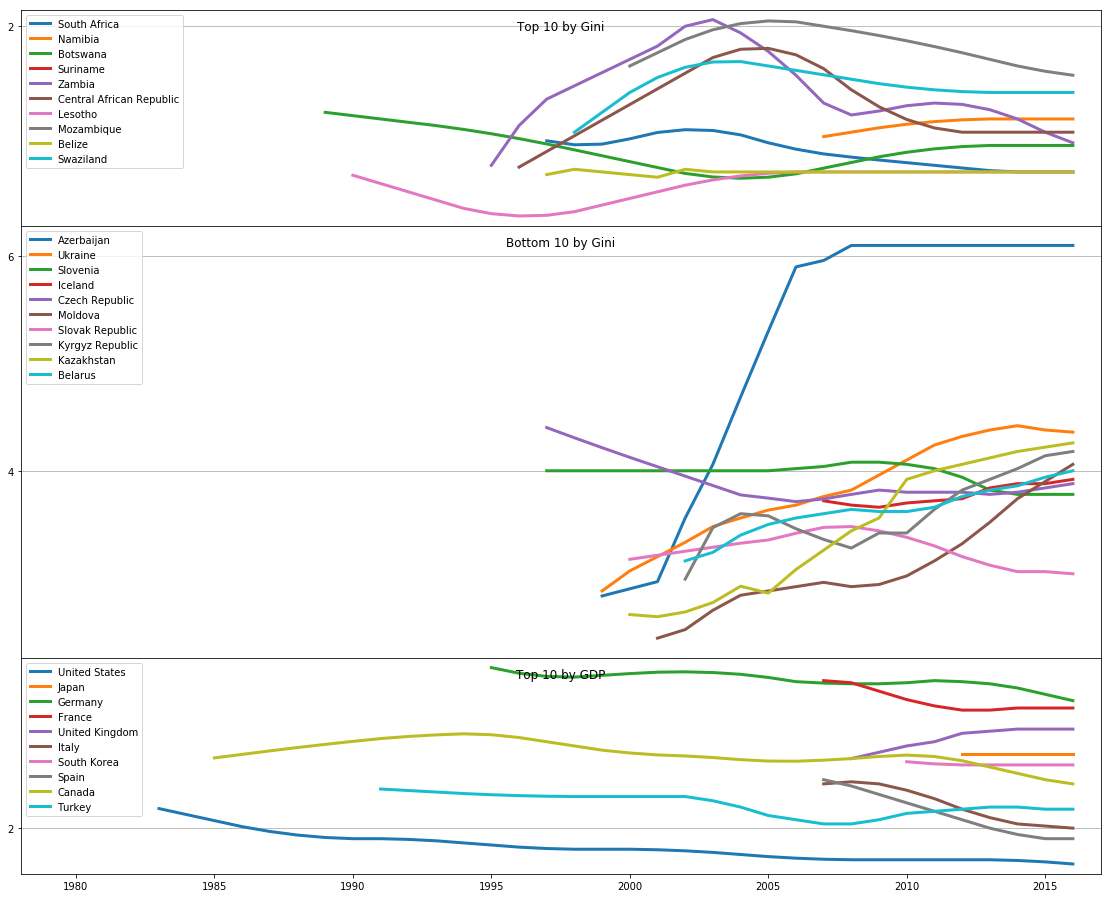 Top 10 by Gini
2
South Africa
Namibia
Botswana
Suriname
Zambia
Central African Republic
Lesotho
Mozambique
Belize
Swaziland
Bottom 10 by Gini
6
4
Azerbaijan
Ukraine
Slovenia
Iceland
Czech Republic
Moldova
Slovak Republic
Kyrgyz Republic
Kazakhstan
Belarus
Top 10 by GDP
2
United States
Japan
Germany
France
United Kingdom
Italy
South Korea
Spain
Canada
Turkey
1980 1985 1990 1995 2000 2005 2010 2015